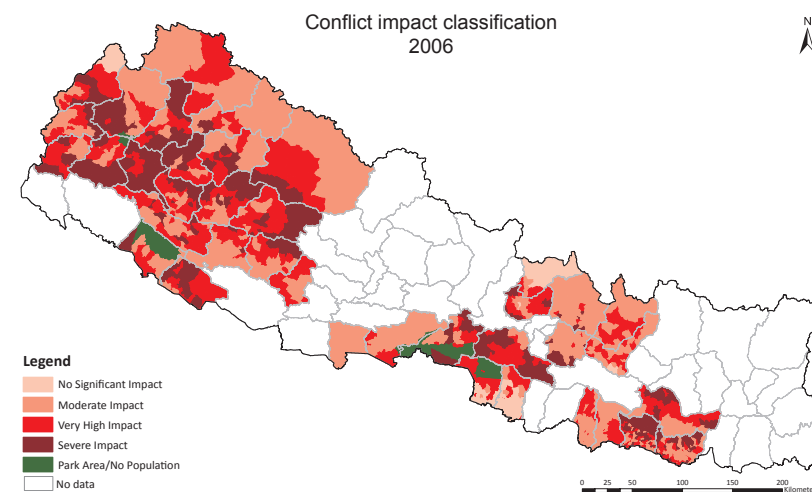 Conflict impact classification
2006
N
Legend
No Significant Impact
Moderate Impact
Very High Impact
Severe Impact
Park Area/No Population
No data
0 25 50 100 150 200